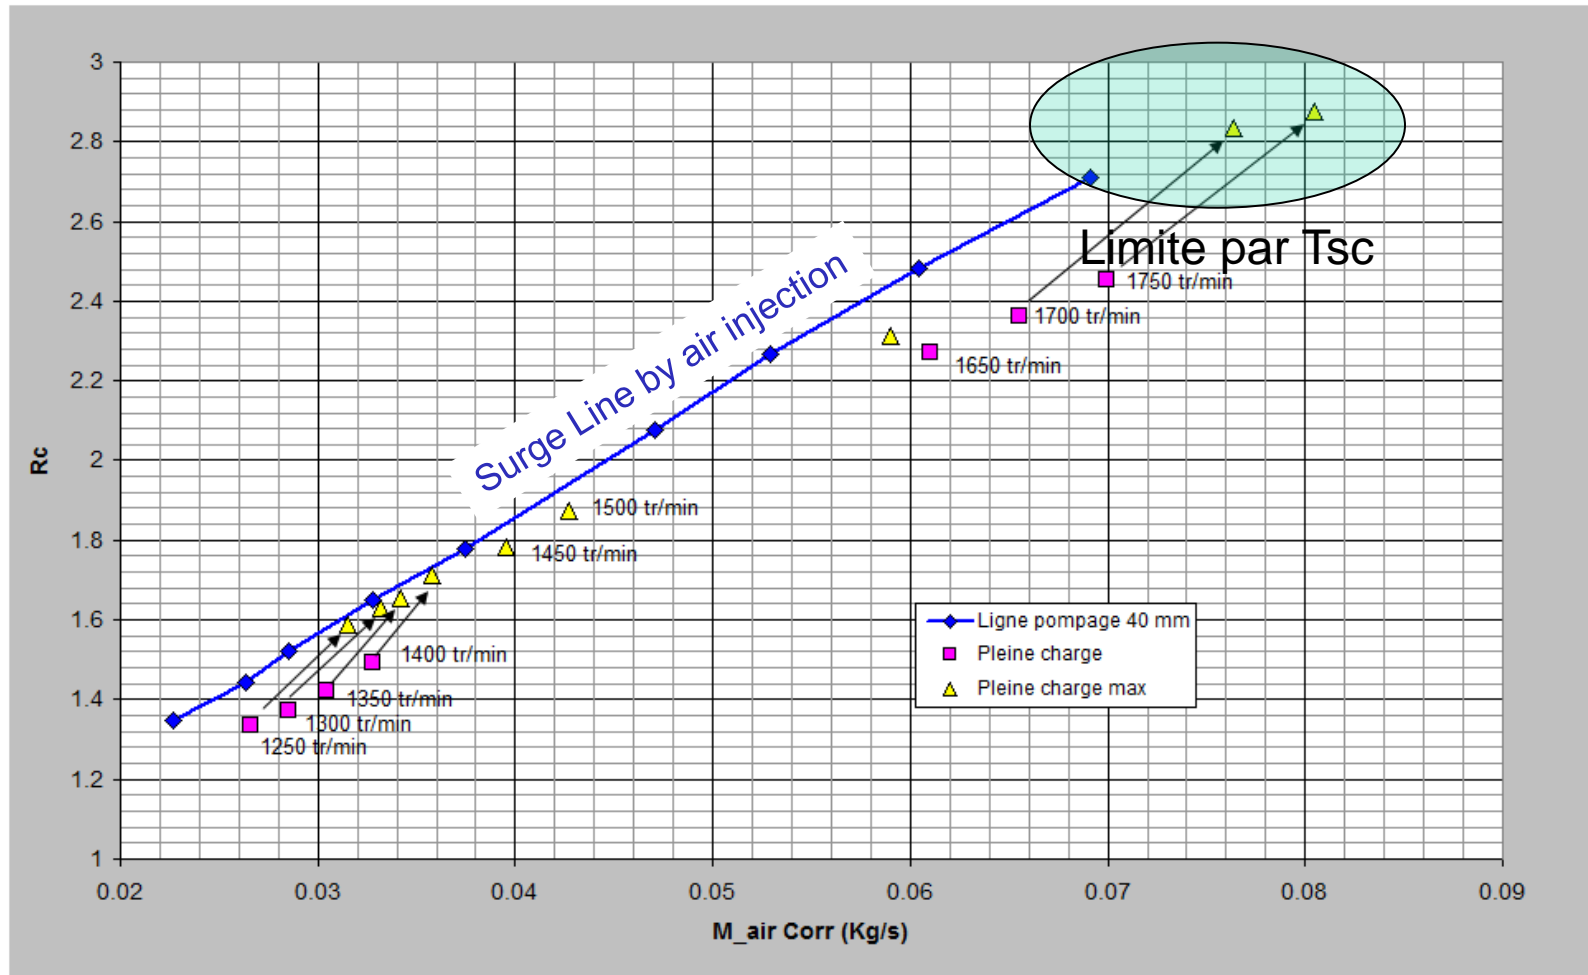 3
2.8
2.6
2.4
2.2
2
1.8
1.6
1.4
1.2
1
Rc
0.02
0.03
0.04
0.05
0.06
0.07
0.08
0.09
M_air Corr (Kg/s)
Surge Line by air injection
Limite par Tsc
1750 tr/min
1700 tr/min
1650 tr/min
1500 tr/min
1450 tr/min
1400 tr/min
1350 tr/min
1300 tr/min
1250 tr/min
Ligne pompage 40 mm
Pleine charge
Pleine charge max